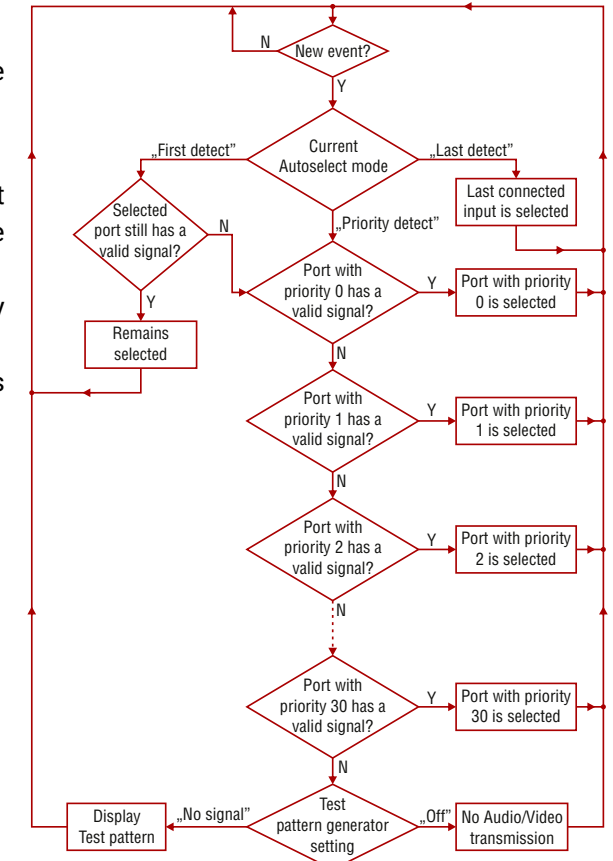 New event?
N
Y
Current
Autoselect mode
„First detect"
„Last detect"
„Priority detect"
Last connected
input is selected
Selected
port still has a
valid signal?
N
Y
Remains
selected
Port with
priority 0 has a
valid signal?
Y
Port with priority
0 is selected
N
Port with
priority 1 has a
valid signal?
Y
Port with priority
1 is selected
N
Port with
priority 2 has a
valid signal?
Y
Port with priority
2 is selected
N
Port with
priority 30 has a
valid signal?
Y
Port with priority
30 is selected
N
Test
pattern generator
setting
„No signal"
Display
Test pattern
„Off"
No Audio/Video
transmission